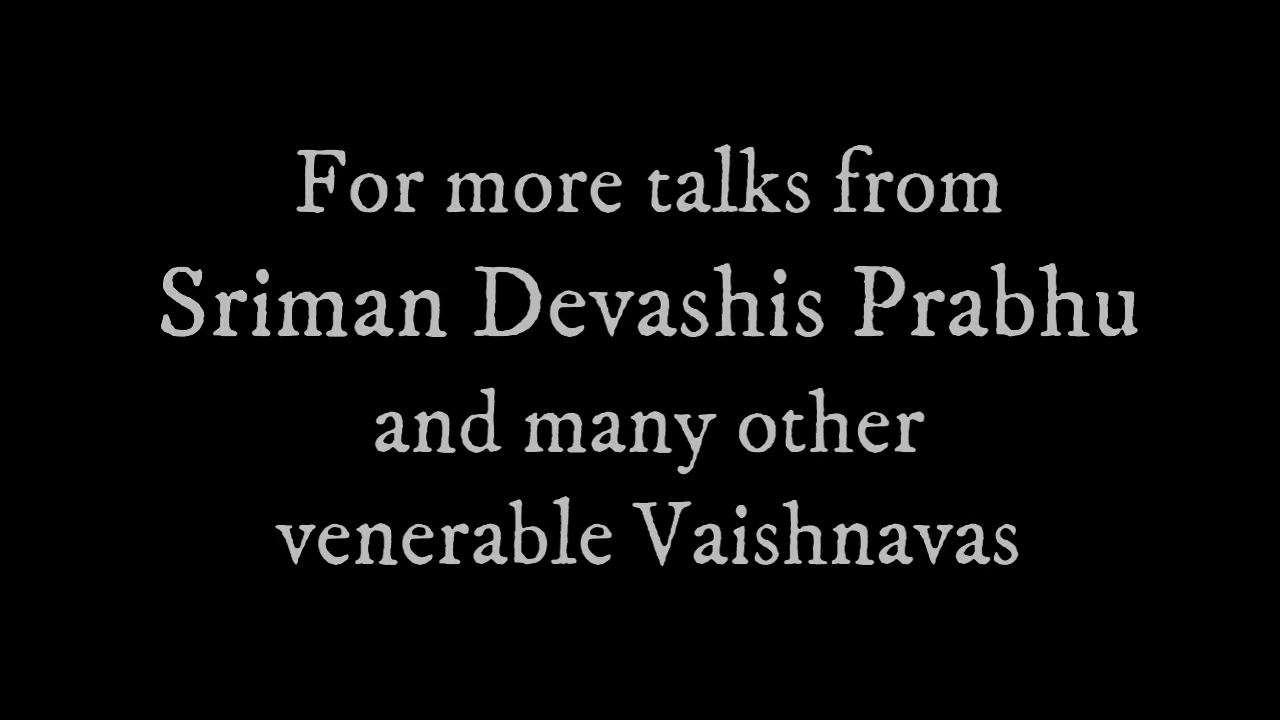 For more talks from
Sriman Devashis Prabhu
and many other
venerable Vaishnavas